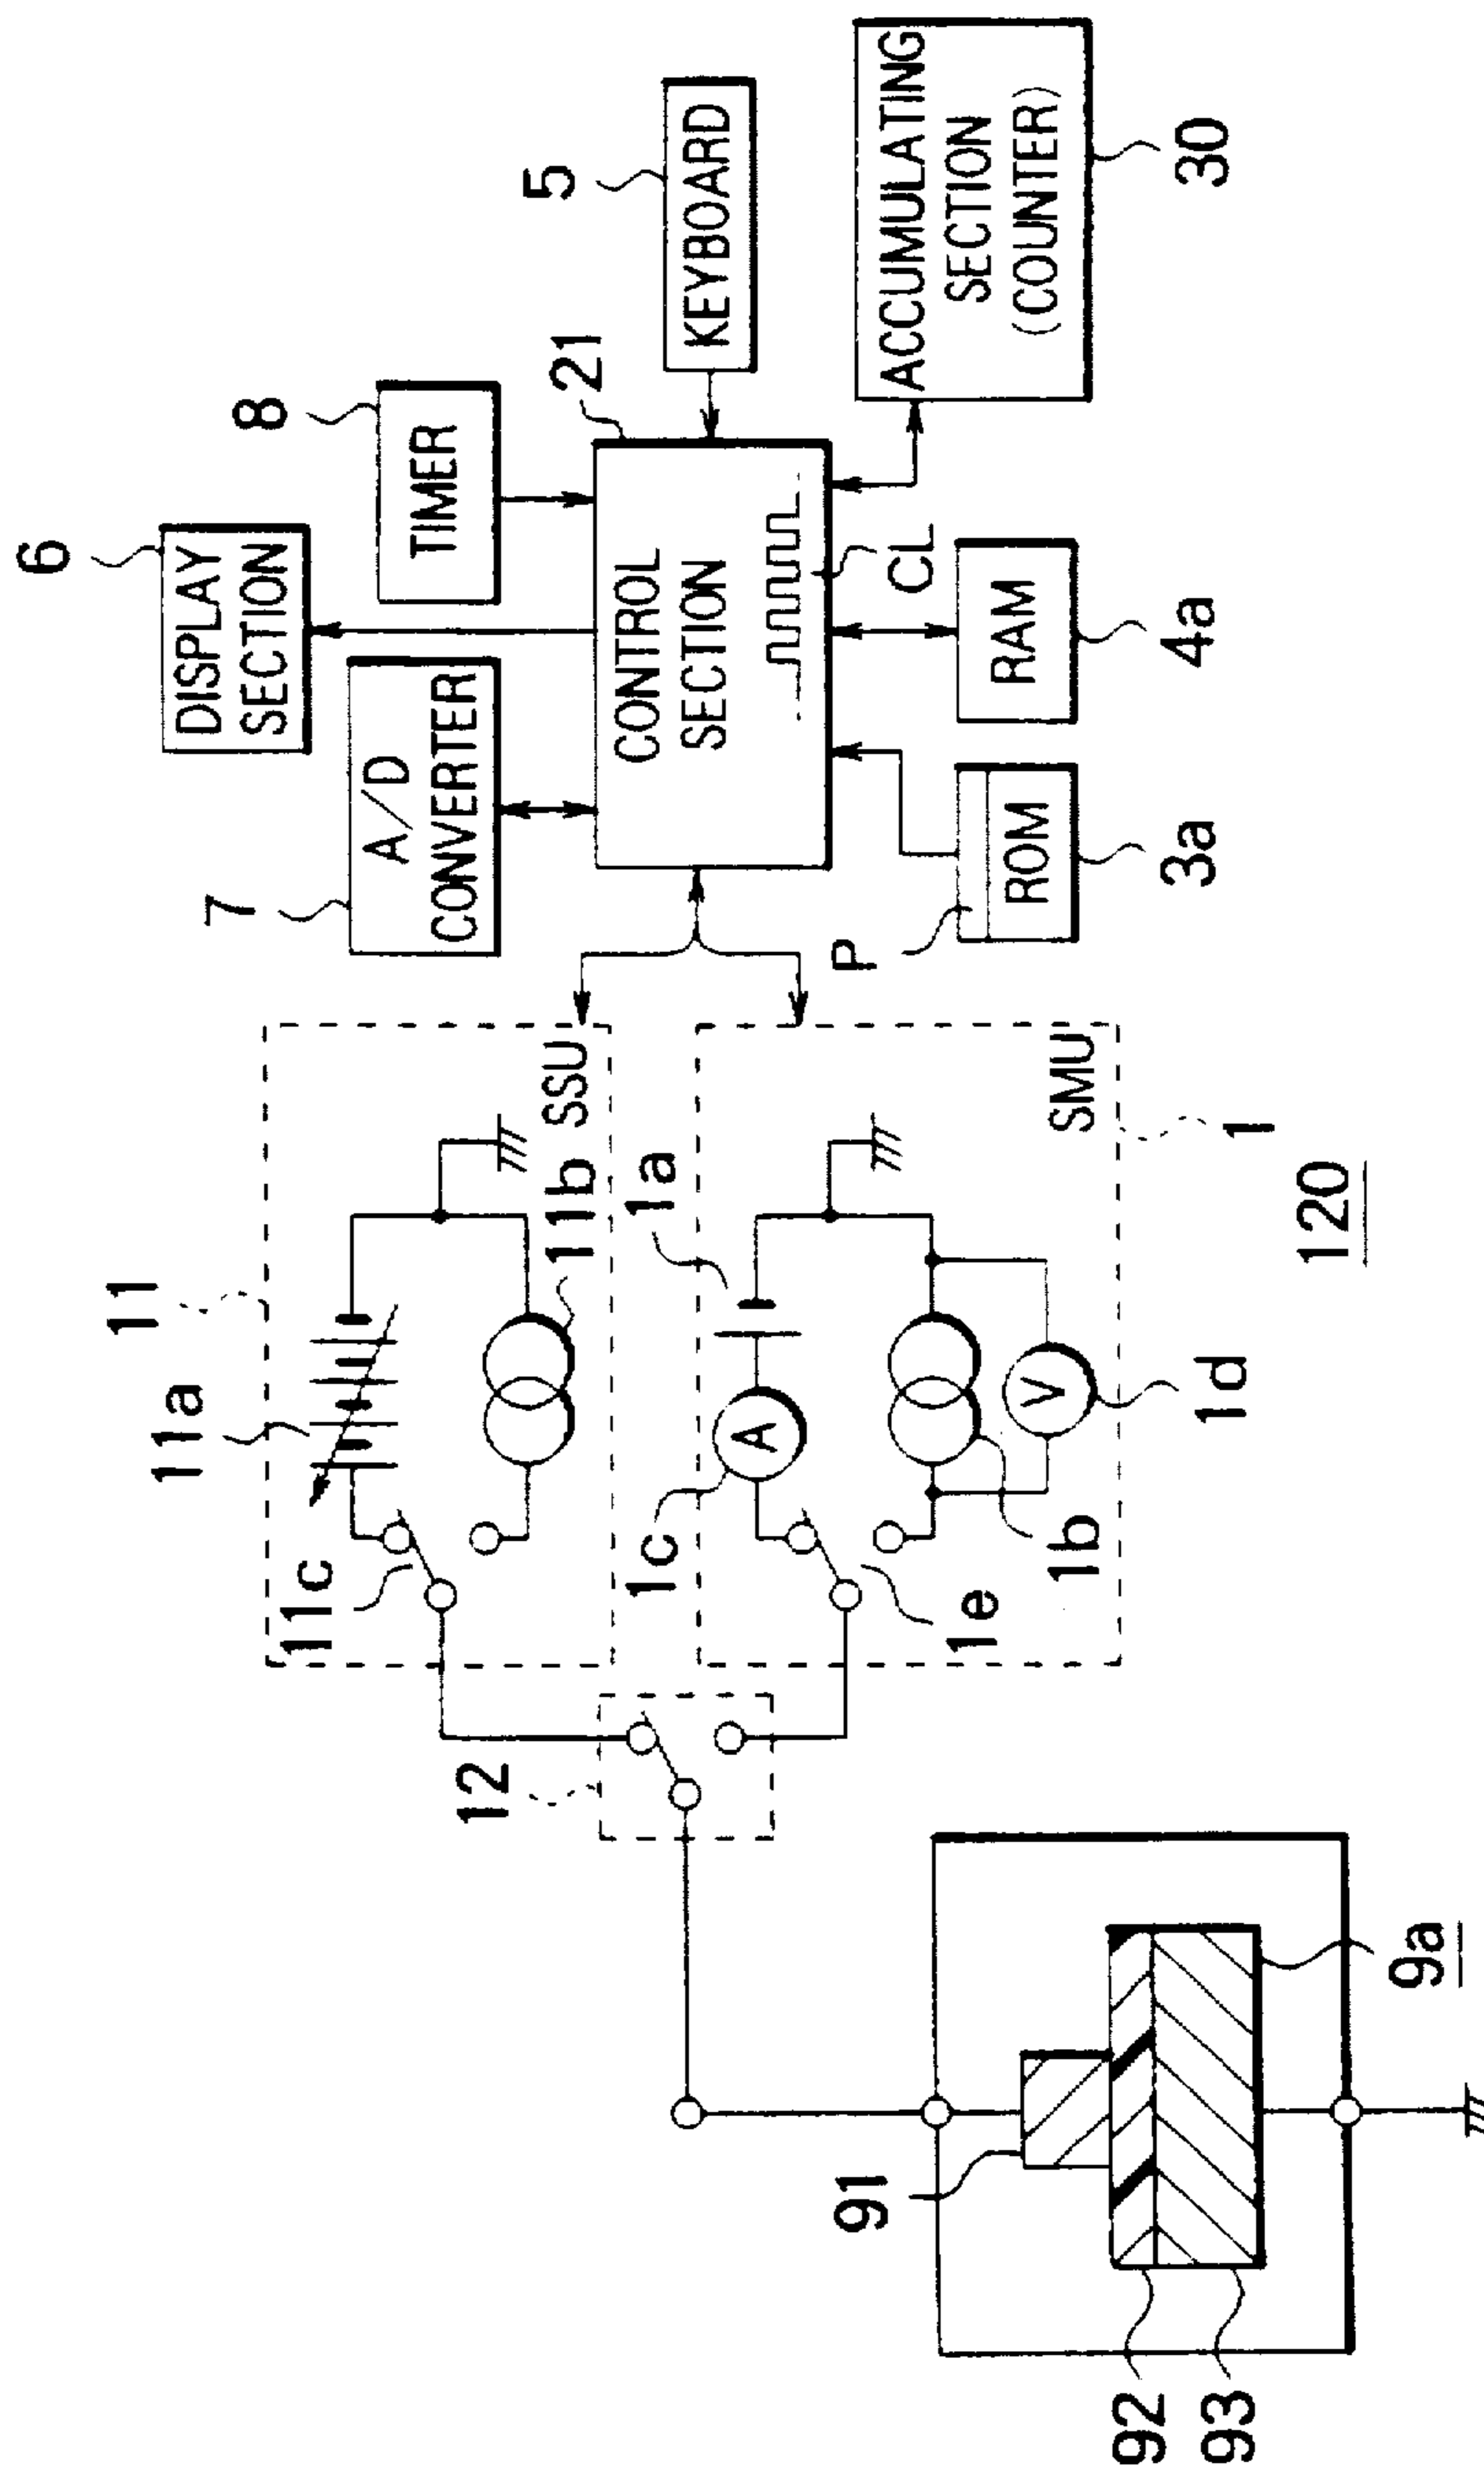 6
DISPLAY
SECTION
8
TIMER
7
A/D
CONVERTER
21
CONTROL
SECTION
CL
5
KEYBOARD
ACCUMULATING
SECTION
(COUNTER)
30
RAM
4a
P
ROM
3a
11
11a
11b
11c
SSU
1a
1c
1b
1d
1e
SMU
1
120
12
91
92
93
9a
A
V